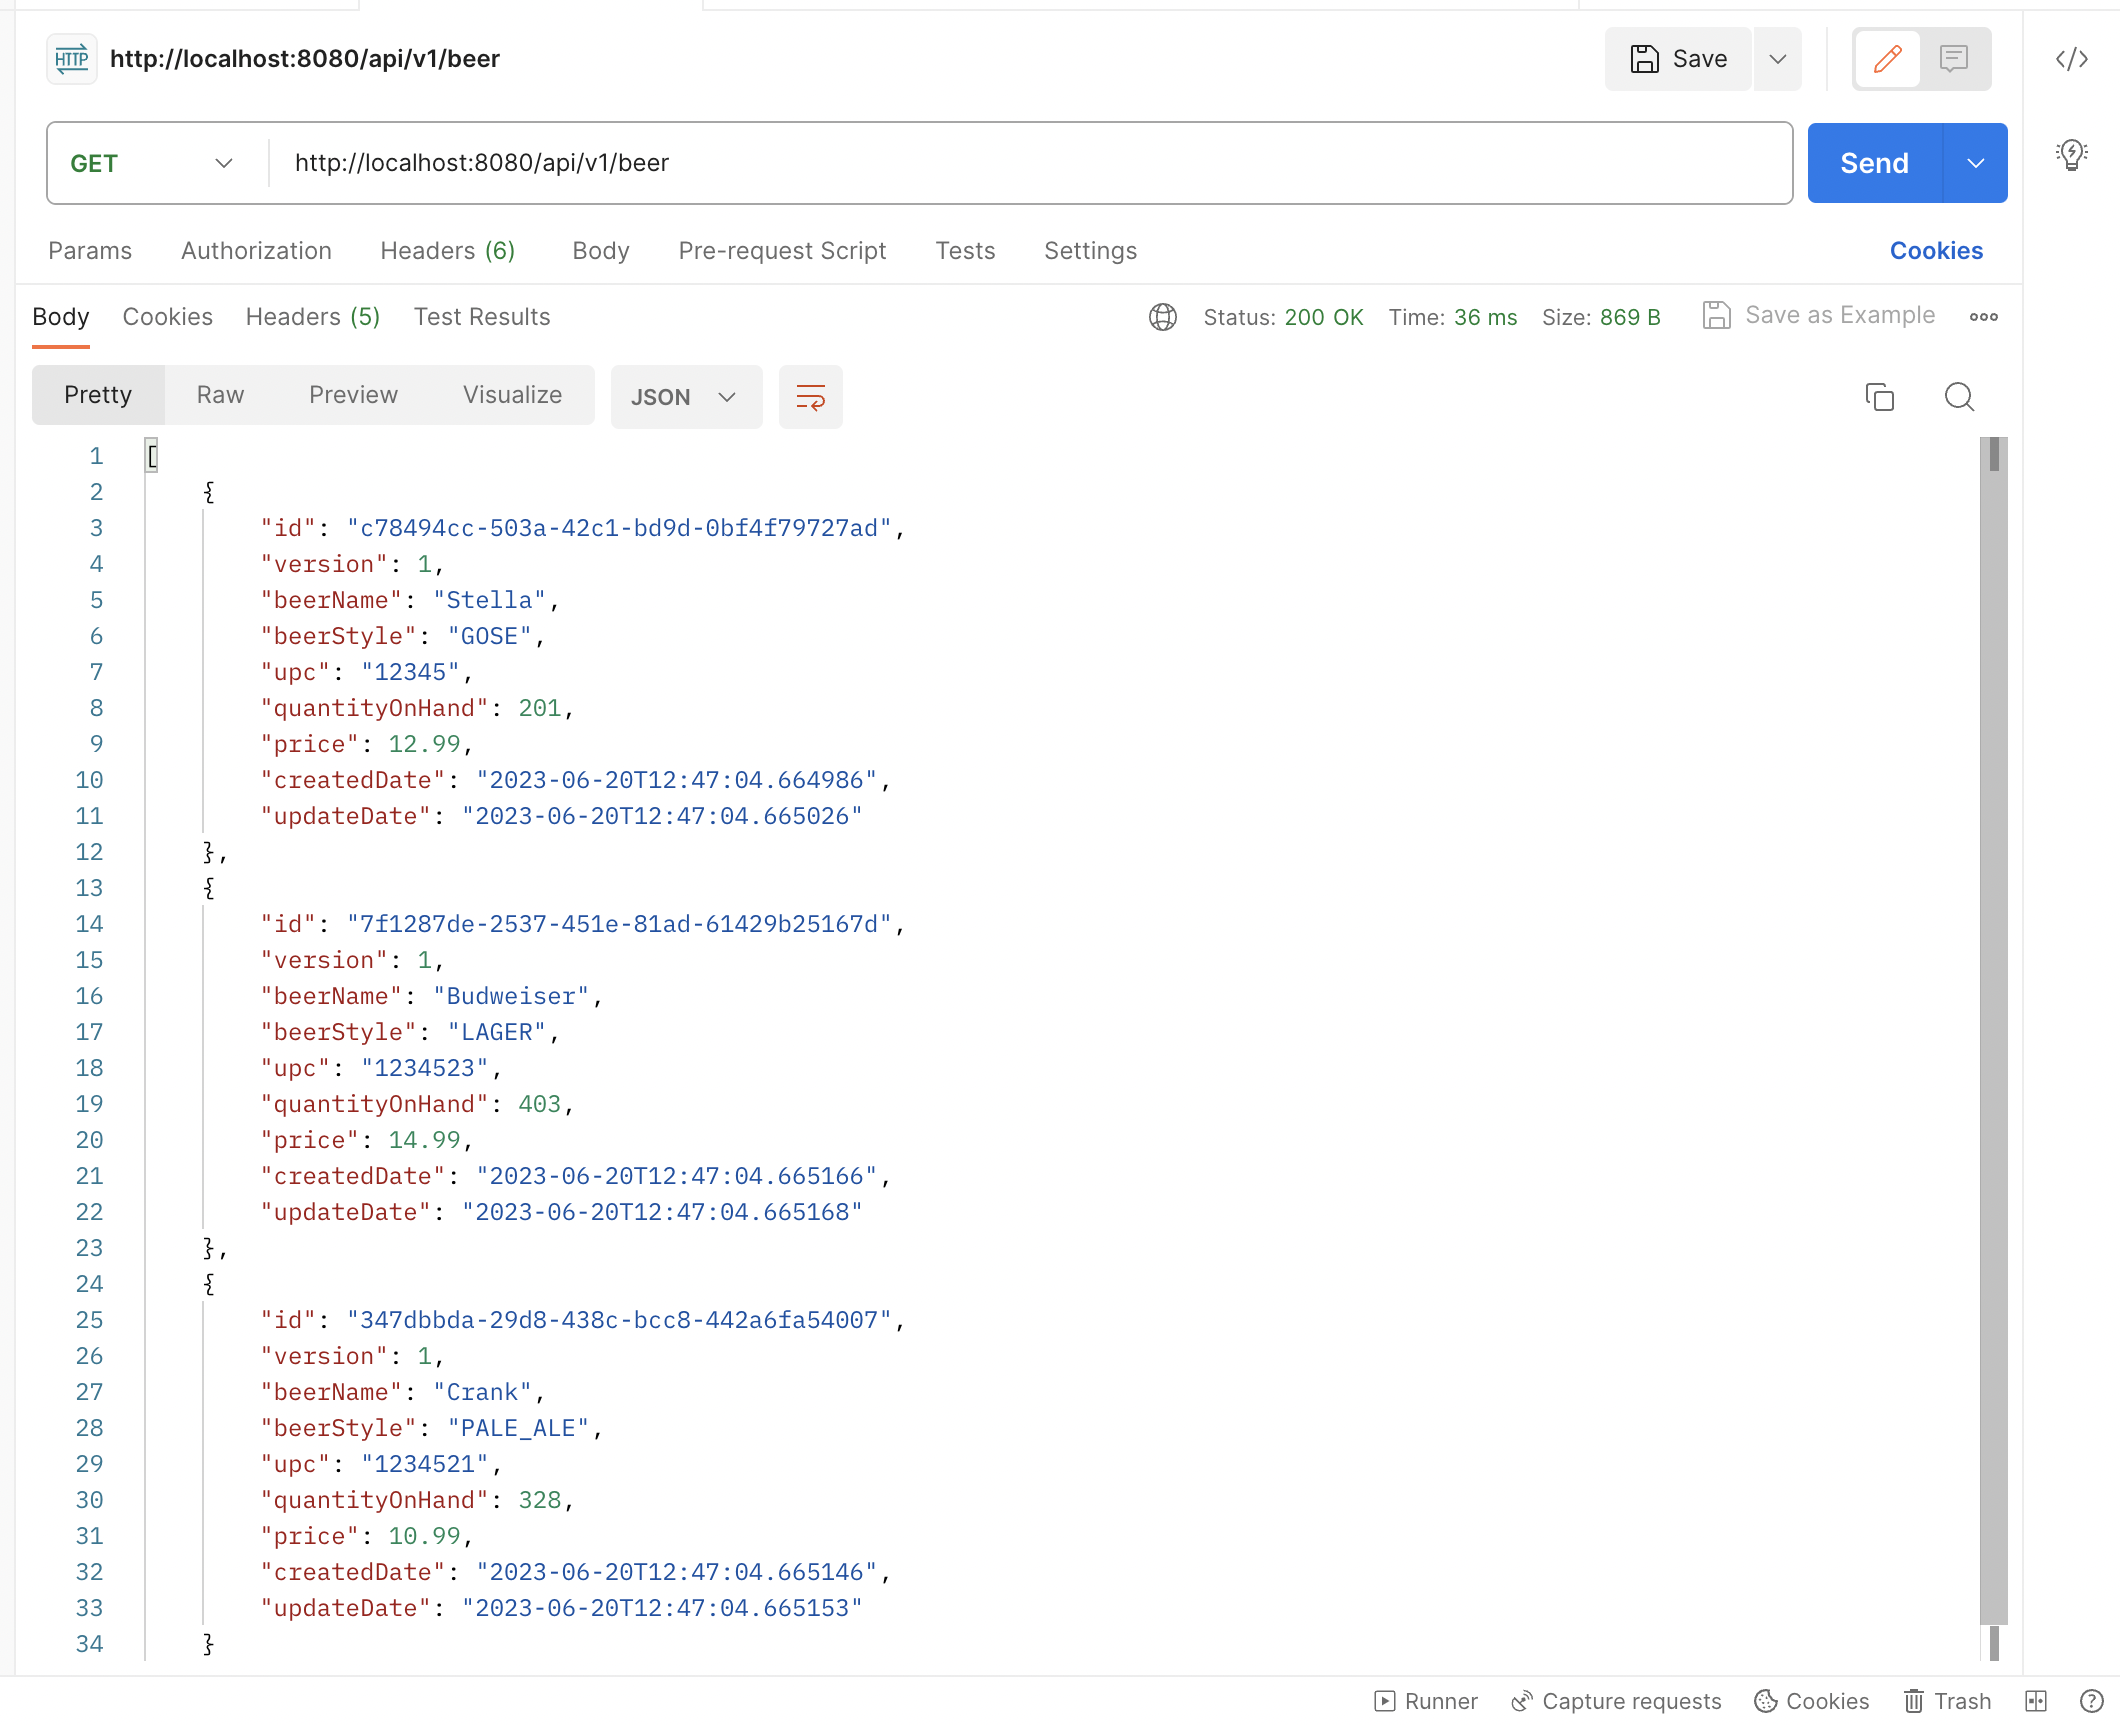 HTTP http://localhost:8080/api/v1/beer Save
GET http://localhost:8080/api/v1/beer Send
Params Authorization Headers (6) Body Pre-request Script Tests Settings Cookies
Body Cookies Headers (5) Test Results Status: 200 OK Time: 36 ms Size: 869 B Save as Example
Pretty Raw Preview Visualize JSON
1 [
2 {
3 "id": "c78494cc-503a-42c1-bd9d-0bf4f79727ad",
4 "version": 1,
5 "beerName": "Stella",
6 "beerStyle": "GOSE",
7 "upc": "12345",
8 "quantityOnHand": 201,
9 "price": 12.99,
10 "createdDate": "2023-06-20T12:47:04.664986",
11 "updateDate": "2023-06-20T12:47:04.665026"
12 },
13 {
14 "id": "7f1287de-2537-451e-81ad-61429b25167d",
15 "version": 1,
16 "beerName": "Budweiser",
17 "beerStyle": "LAGER",
18 "upc": "1234523",
19 "quantityOnHand": 403,
20 "price": 14.99,
21 "createdDate": "2023-06-20T12:47:04.665166",
22 "updateDate": "2023-06-20T12:47:04.665168"
23 },
24 {
25 "id": "347dbbda-29d8-438c-bcc8-442a6fa54007",
26 "version": 1,
27 "beerName": "Crank",
28 "beerStyle": "PALE_ALE",
29 "upc": "1234521",
30 "quantityOnHand": 328,
31 "price": 10.99,
32 "createdDate": "2023-06-20T12:47:04.665146",
33 "updateDate": "2023-06-20T12:47:04.665153"
34 }
Runner Capture requests Cookies Trash